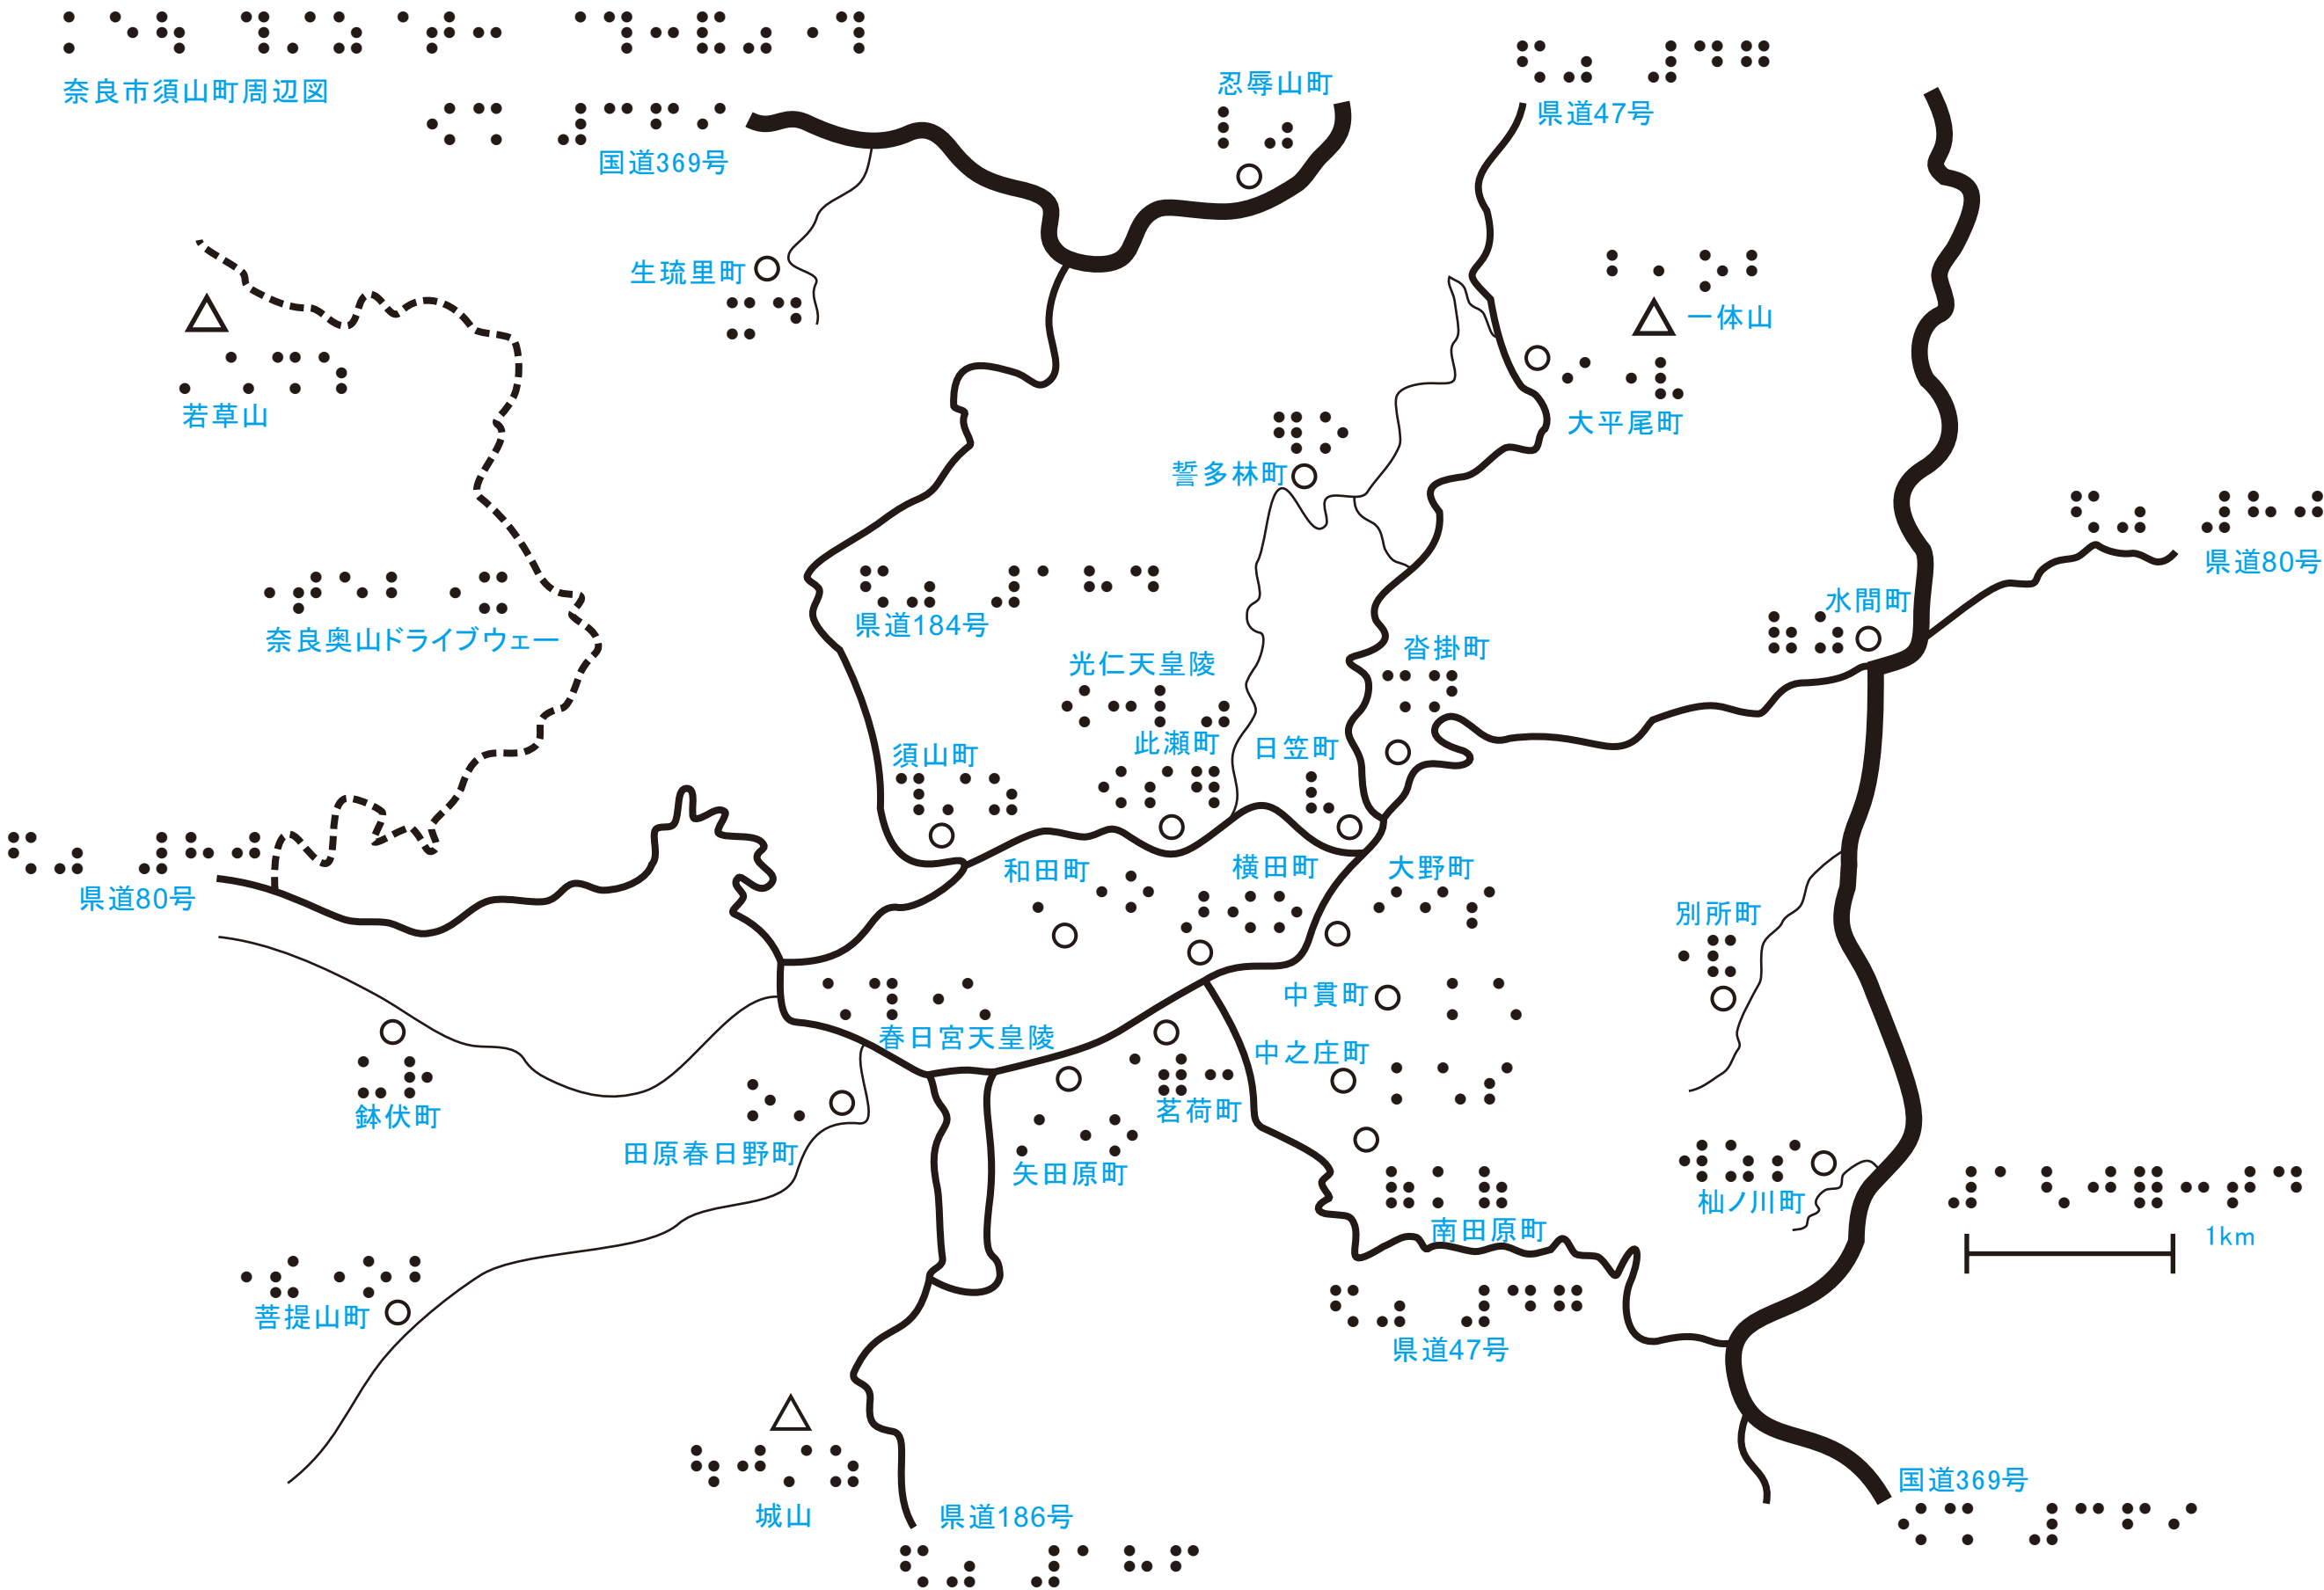 奈良市須山町周辺図
忍辱山町
県道47号
国道369号
生琉里町
一体山
若草山
大平尾町
誓多林町
県道80号
水間町
奈良奥山ドライブウェー
県道184号
沓掛町
光仁天皇陵
須山町
此瀬町
日笠町
和田町
横田町
大野町
県道80号
別所町
中貫町
春日宮天皇陵
中之庄町
鉢伏町
茗荷町
田原春日野町
矢田原町
杣ノ川町
南田原町
1km
菩提山町
県道47号
国道369号
城山
県道186号